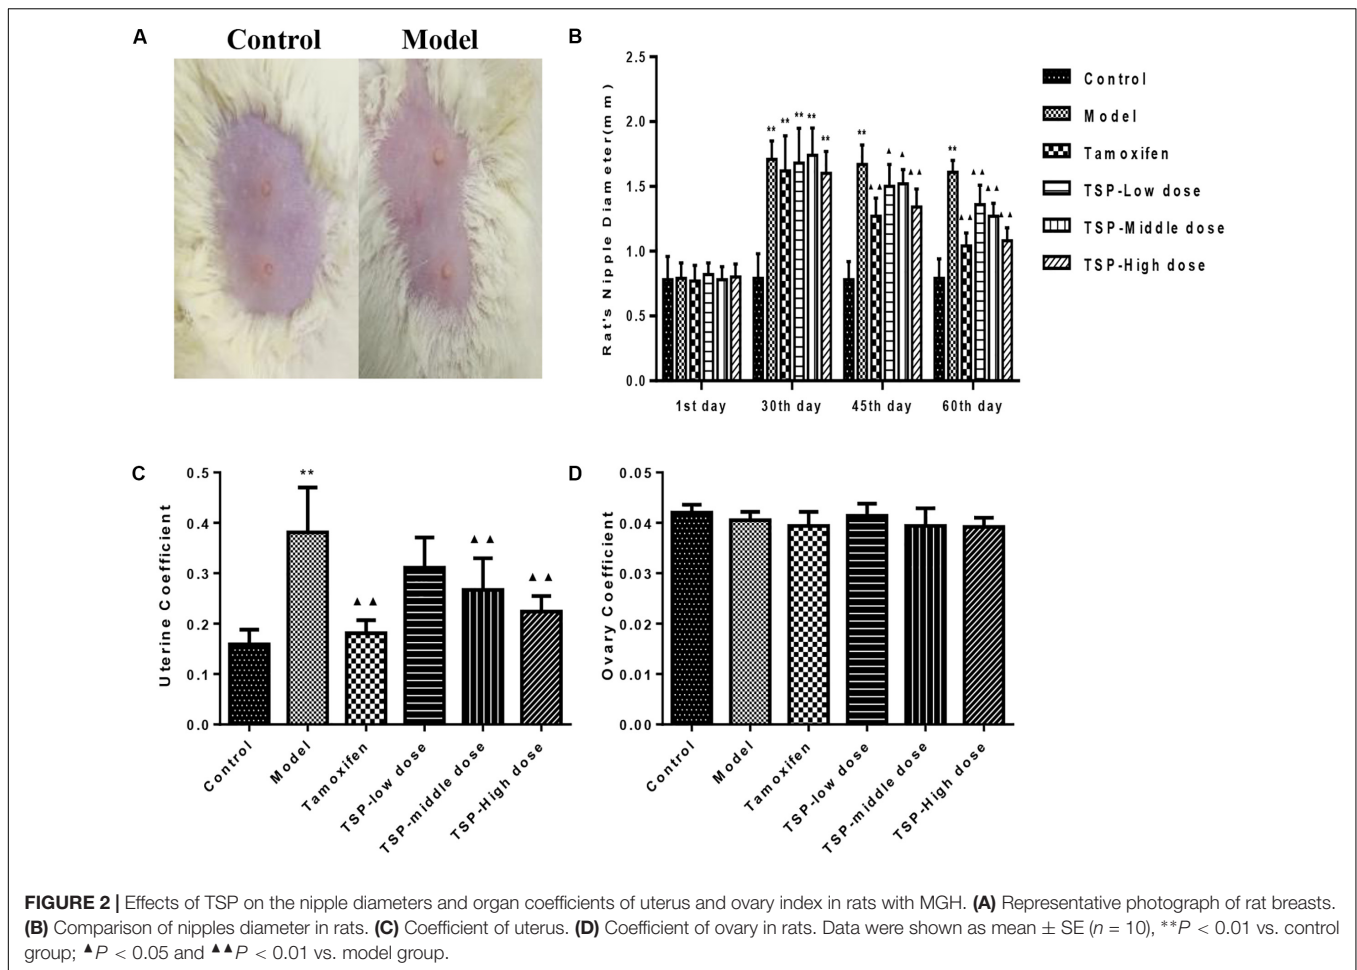 A
Control
Model
B
Rat's Nipple Diameter(mm)
2.5
2.0
1.5
1.0
0.5
0.0
** ** ** ** **
** ▲▲ ▲ ▲ ▲▲
** ▲▲ ▲▲ ▲▲ ▲▲
1st day
30th day
45th day
60th day
Control
Model
Tamoxifen
TSP-Low dose
TSP-Middle dose
TSP-High dose
C
Uterine Coefficient
0.5
0.4
0.3
0.2
0.1
0.0
**
▲▲
▲▲
▲▲
Control
Model
Tamoxifen
TSP-low dose
TSP-middle dose
TSP-High dose
D
Ovary Coefficient
0.05
0.04
0.03
0.02
0.01
0.00
Control
Model
Tamoxifen
TSP-low dose
TSP-middle dose
TSP-High dose
FIGURE 2 | Effects of TSP on the nipple diameters and organ coefficients of uterus and ovary index in rats with MGH. (A) Representative photograph of rat breasts.
(B) Comparison of nipples diameter in rats. (C) Coefficient of uterus. (D) Coefficient of ovary in rats. Data were shown as mean ± SE (n = 10), **P < 0.01 vs. control
group; ▲P < 0.05 and ▲▲P < 0.01 vs. model group.